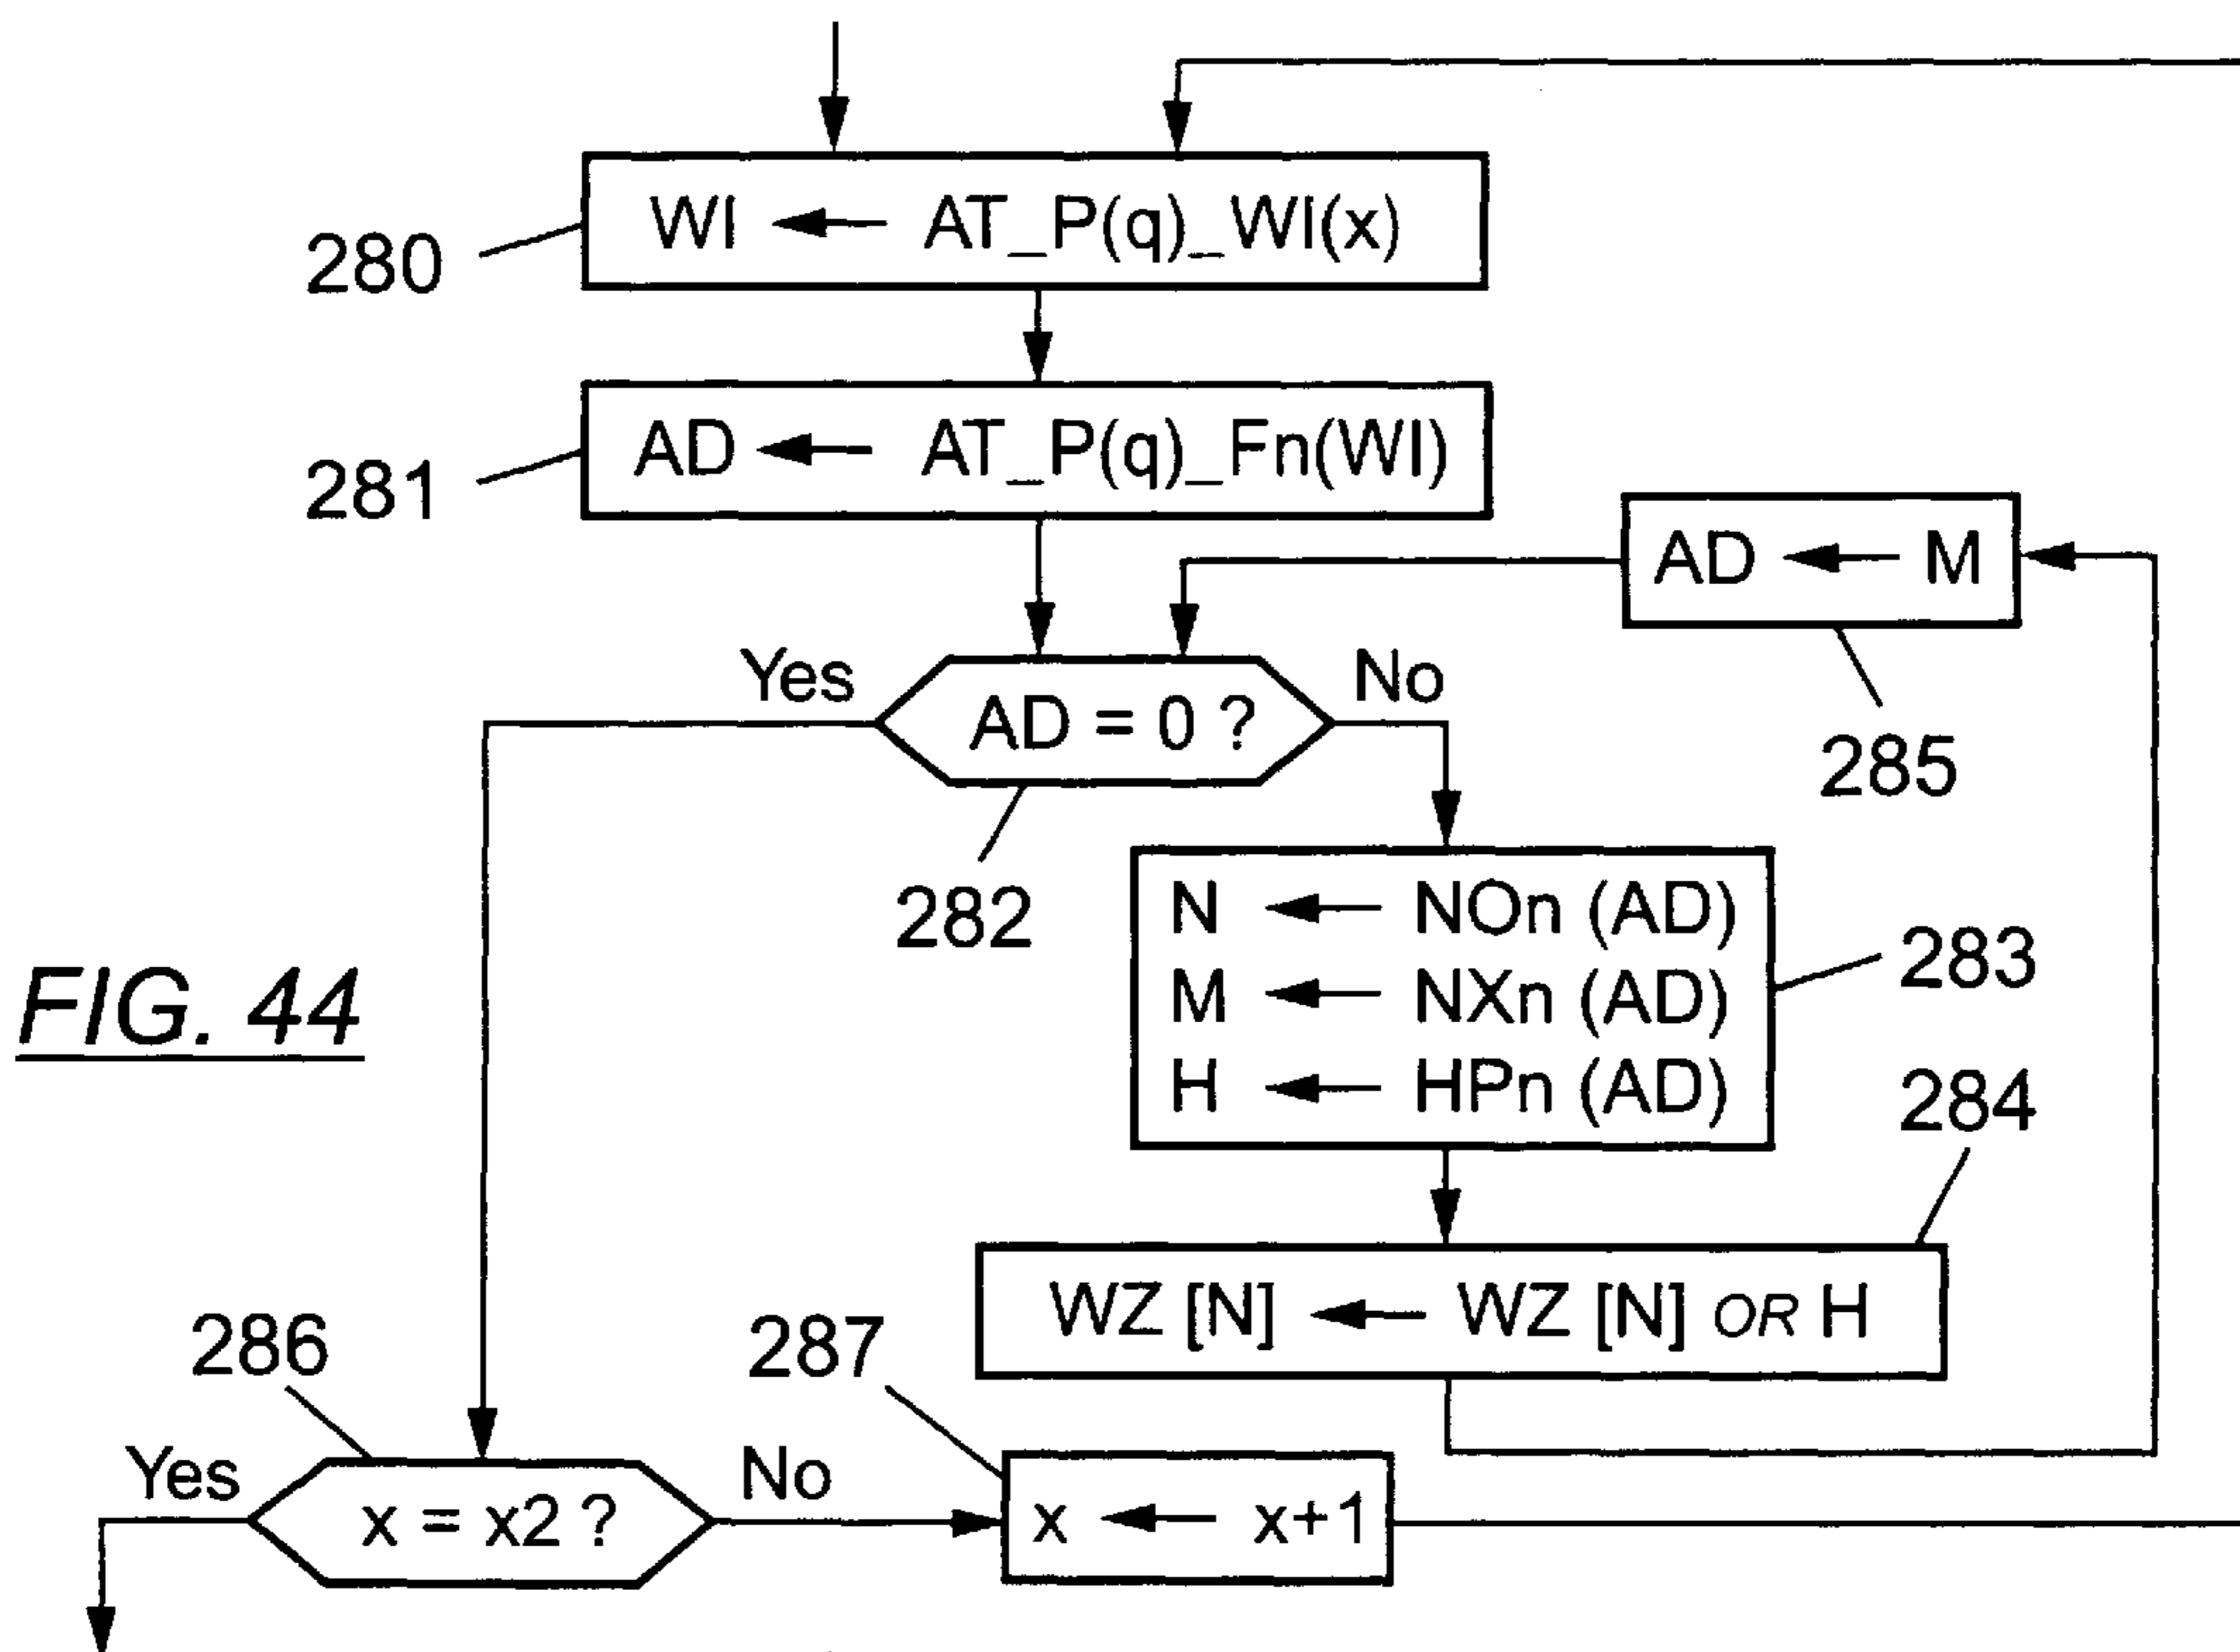 WI ← AT_P(q)_WI(x)
280
AD ← AT_P(q)_Fn(WI)
281
AD ← M
285
Yes
No
AD = 0 ?
282
N ← NOn (AD)
M ← NXn (AD)
H ← HPn (AD)
283
FIG. 44
284
WZ [N] ← WZ [N] OR H
286
287
Yes
No
x = x2 ?
x ← x+1